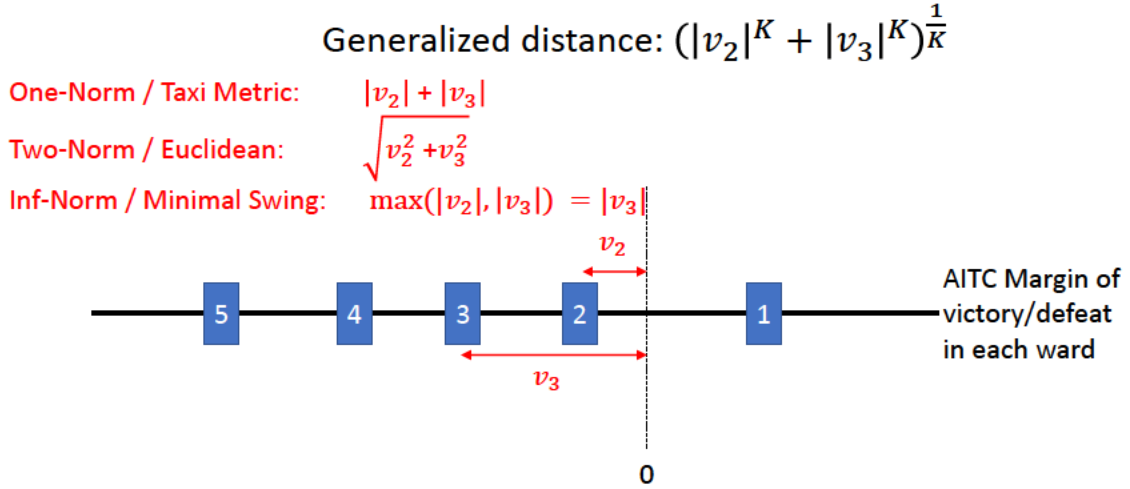 Generalized distance: (|v₂|ᴷ + |v₃|ᴷ)^(1/K)
One-Norm / Taxi Metric: |v₂| + |v₃|
Two-Norm / Euclidean: √(v₂² +v₃²)
Inf-Norm / Minimal Swing: max(|v₂|, |v₃|) = |v₃|
v₂
5 4 3 2 1
AITC Margin of
victory/defeat
in each ward
v₃
0